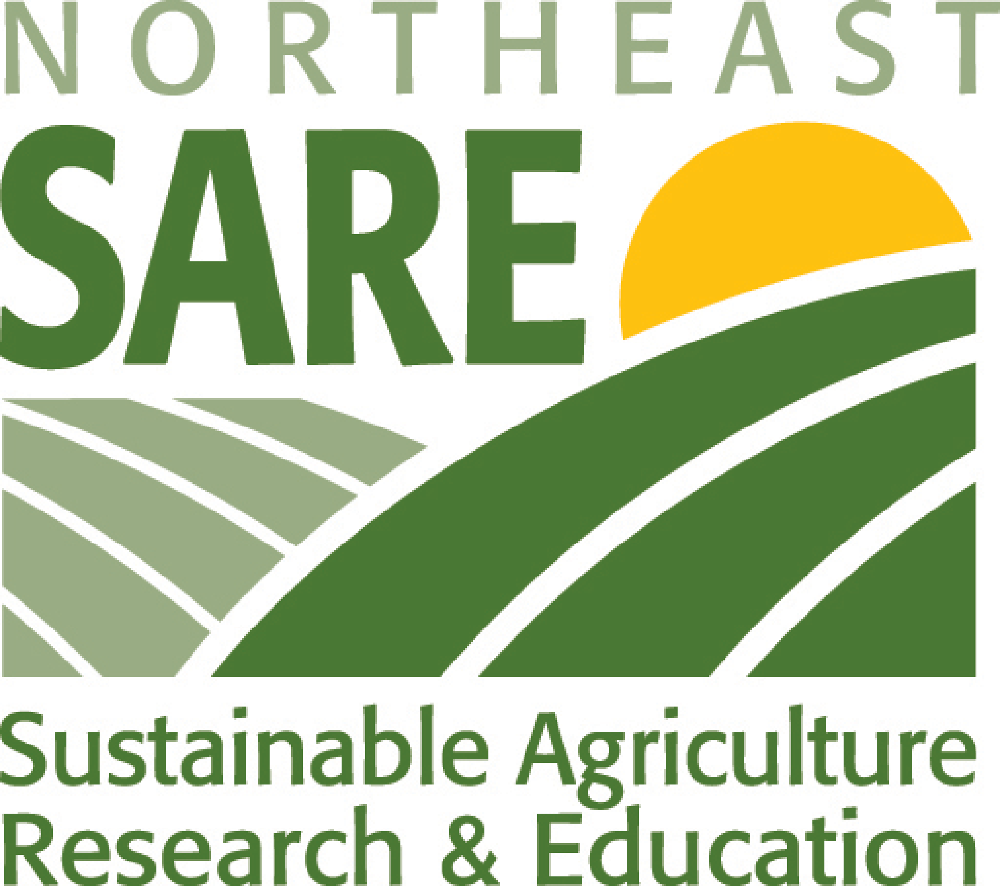 NORTHEAST
SARE
Sustainable Agriculture
Research & Education